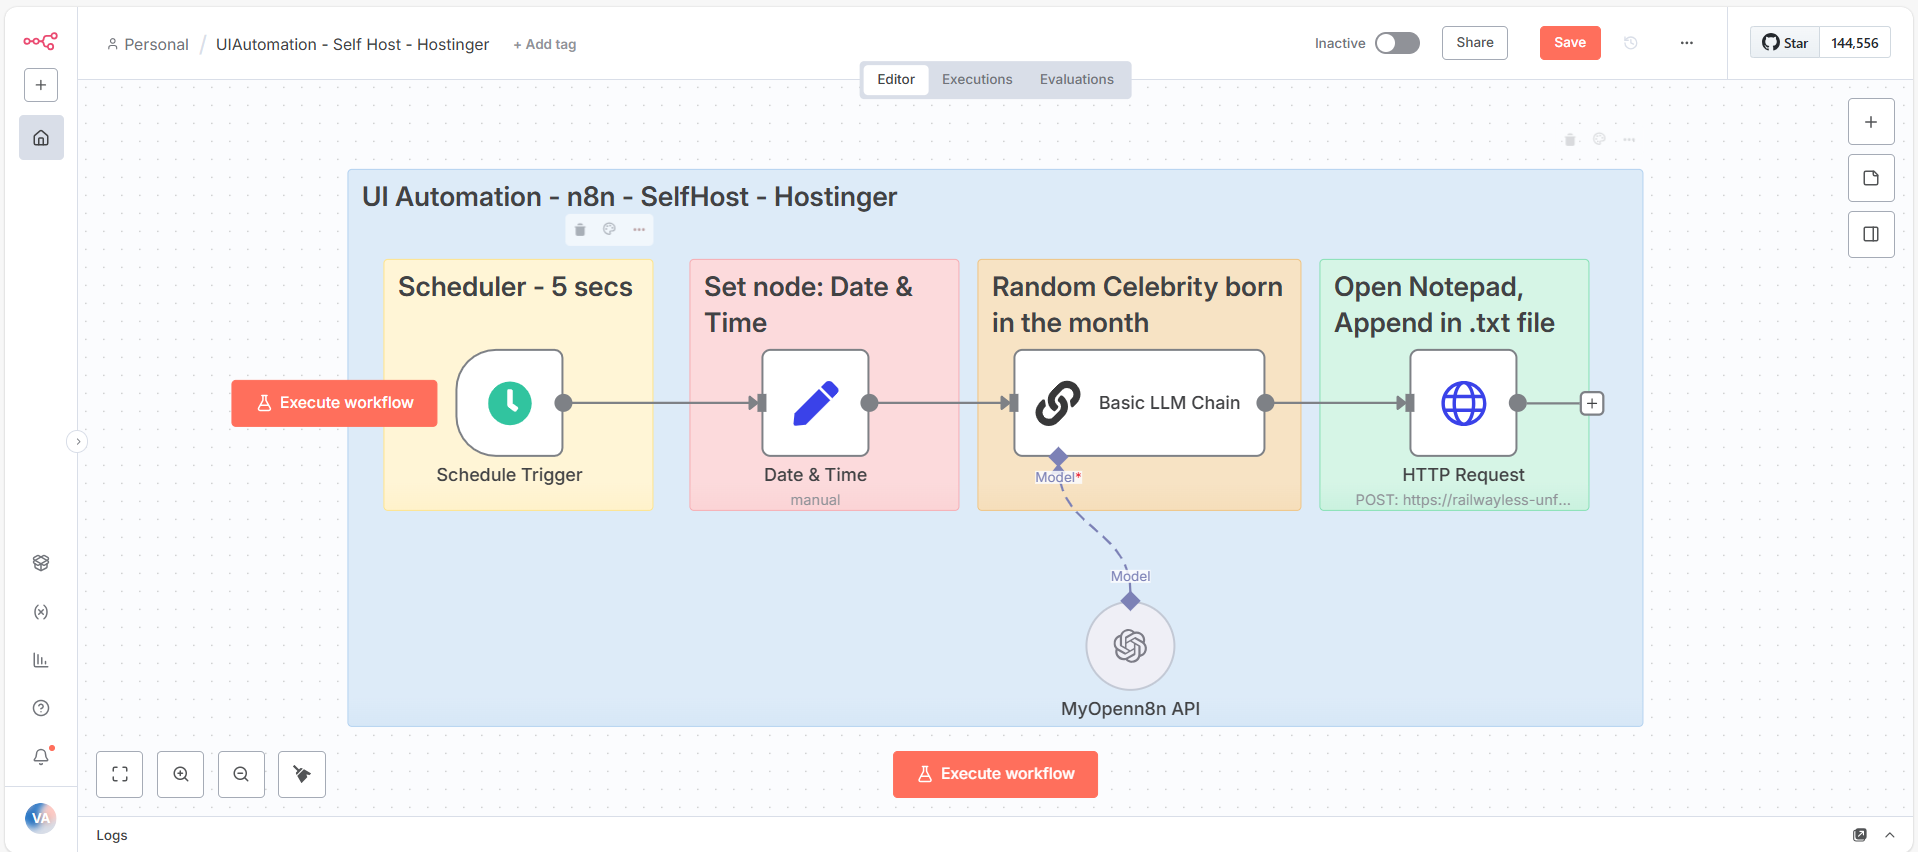 Personal / UIAutomation - Self Host - Hostinger + Add tag
Inactive
Share
Save
Star 144,556
Editor Executions Evaluations
UI Automation - n8n - SelfHost - Hostinger
Scheduler - 5 secs
Set node: Date &
Time
Random Celebrity born
in the month
Open Notepad,
Append in .txt file
Execute workflow
Basic LLM Chain
Schedule Trigger
Date & Time
manual
Model*
HTTP Request
POST: https://railwayless-unf...
Model
MyOpenn8n API
Execute workflow
VA
Logs